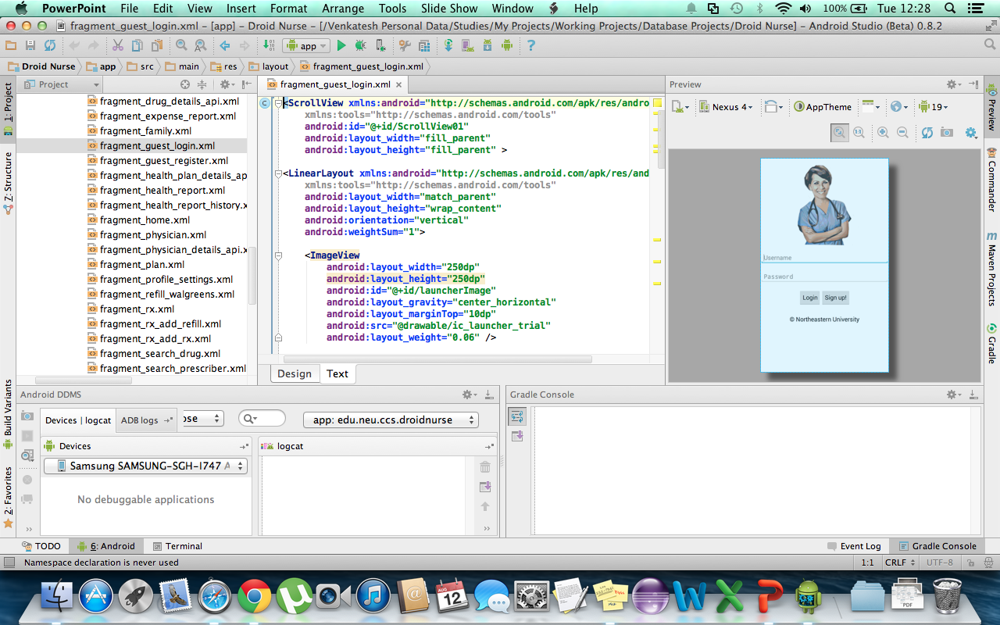 PowerPoint File Edit View Insert Format Arrange Tools Slide Show Window Help 100% Tue 12:28
fragment_guest_login.xml - [app] - Droid Nurse - [/Venkatesh Personal Data/Studies/My Projects/Working Projects/Database Projects/Droid Nurse] - Android Studio (Beta) 0.8.2
app
Droid Nurse app src main res layout fragment_guest_login.xml
1: Project
Z: Structure
Build Variants
2: Favorites
Project
fragment_drug_details_api.xml
fragment_expense_report.xml
fragment_family.xml
fragment_guest_login.xml
fragment_guest_register.xml
fragment_health_plan_details_ap
fragment_health_report.xml
fragment_health_report_history.x
fragment_home.xml
fragment_physician.xml
fragment_physician_details_api.x
fragment_plan.xml
fragment_profile_settings.xml
fragment_refill_walgreens.xml
fragment_rx.xml
fragment_rx_add_refill.xml
fragment_rx_add_rx.xml
fragment_search_drug.xml
fragment_search_prescriber.xml
fragment_guest_login.xml
C
<ScrollView xmlns:android="http://schemas.android.com/apk/res/andro
xmlns:tools="http://schemas.android.com/tools"
android:id="@+id/ScrollView01"
android:layout_width="fill_parent"
android:layout_height="fill_parent" >
<LinearLayout xmlns:android="http://schemas.android.com/apk/res/and
xmlns:tools="http://schemas.android.com/tools"
android:layout_width="match_parent"
android:layout_height="wrap_content"
android:orientation="vertical"
android:weightSum="1">
<ImageView
android:layout_width="250dp"
android:layout_height="250dp"
android:id="@+id/launcherImage"
android:layout_gravity="center_horizontal"
android:layout_marginTop="10dp"
android:src="@drawable/ic_launcher_trial"
android:layout_weight="0.06" />
Design Text
Preview
Nexus 4 AppTheme 19
Username
Password
Login Sign up!
© Northeastern University
Preview
Commander
Maven Projects
Gradle
Android DDMS
Devices | logcat ADB logs ose app: edu.neu.ccs.droidnurse
Devices
Samsung SAMSUNG-SGH-I747 A
No debuggable applications
logcat
Gradle Console
TODO 6: Android Terminal Event Log Gradle Console
Namespace declaration is never used 1:1 CRLF UTF-8
AUG
12
PDF